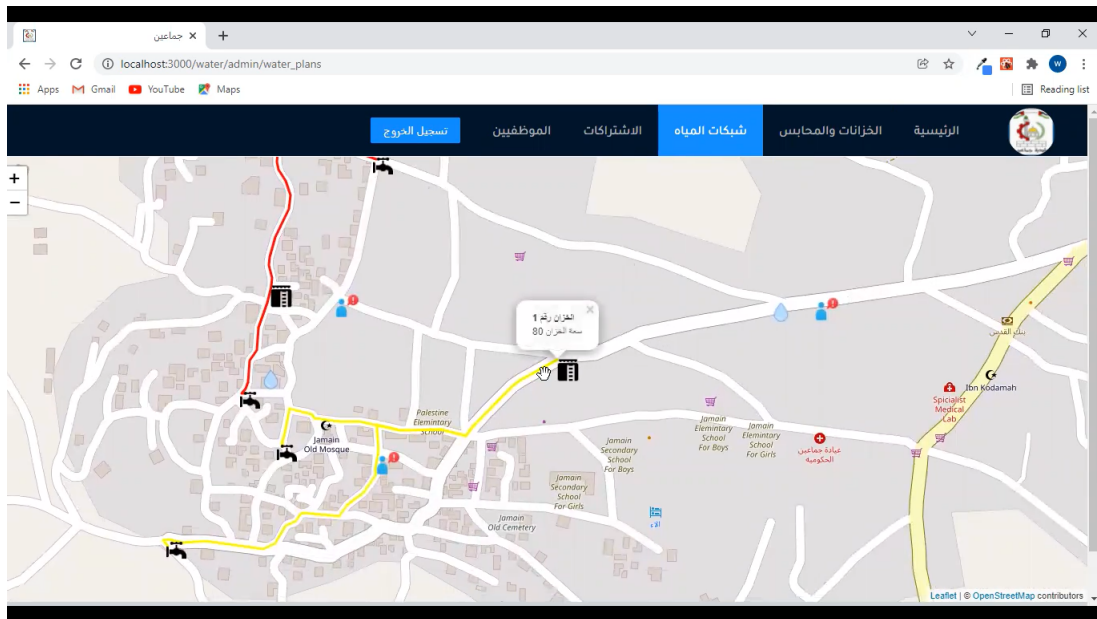 جماعين
localhost:3000/water/admin/water_plans
W
Apps
Gmail
YouTube
Maps
Reading list
الرئيسية
الخزانات والمحابس
شبكات المياه
الاشتراكات
الموظفيين
تسجيل الخروج
+
−
الخزان رقم 1
سعة الخزان 80
بنك القدس
Ibn Kodamah
Spicialist
Medical
Lab
Palestine
Elemintary
School
Jamain
Old Mosque
Jamain
Elemintary
School
For Boys
Jamain
Elemintary
School
For Girls
Jamain
Secondary
School
For Boys
عيادة جماعين
الحكوميه
Jamain
Secondary
School
For Girls
Jamain
Old Cemetery
الاء
Leaflet | © OpenStreetMap contributors